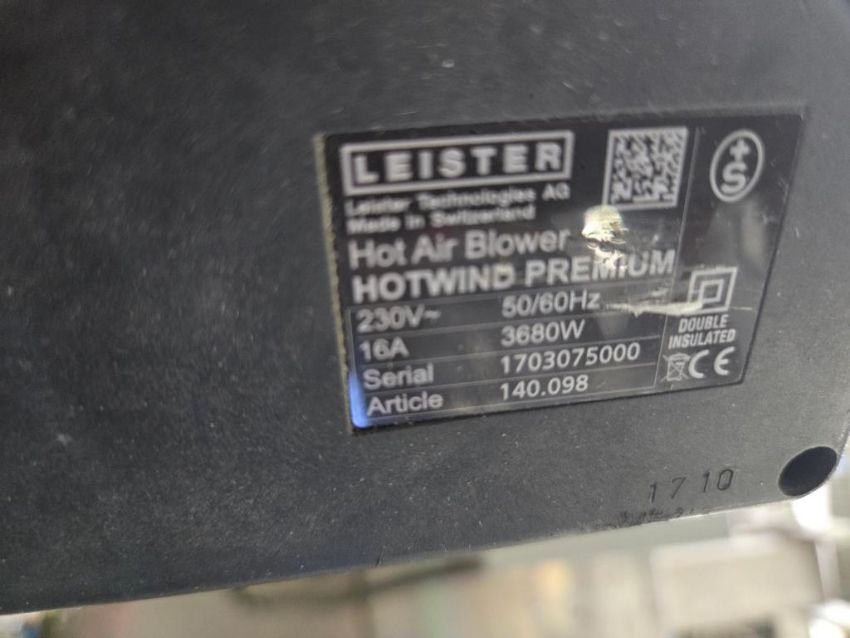 LEISTER
Leister Technologies AG
Made in Switzerland
Hot Air Blower
HOTWIND PREMIUM
230V~ 50/60Hz
16A 3680W
Serial 1703075000
Article 140.098
+S
DOUBLE
INSULATED
CE
1710